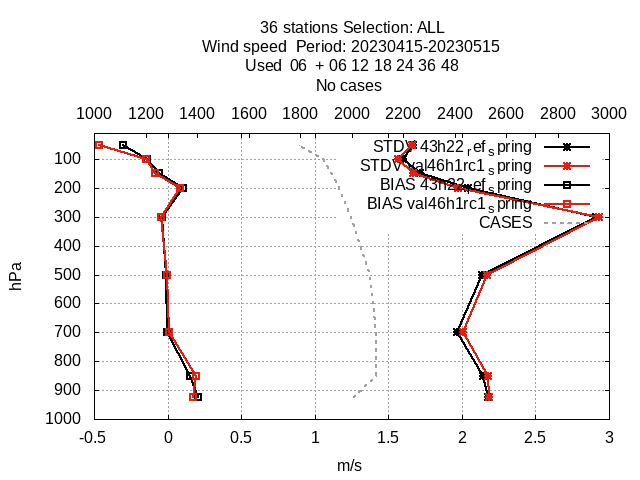 36 stations Selection: ALL
Wind speed  Period: 20230415-20230515
Used  06  + 06 12 18 24 36 48
No cases
1000 1200 1400 1600 1800 2000 2200 2400 2600 2800 3000
STDV 43h22_ref_spring
STDV val46h1rc1_spring
BIAS 43h22_ref_spring
BIAS val46h1rc1_spring
CASES
hPa
100
200
300
400
500
600
700
800
900
1000
-0.5 0 0.5 1 1.5 2 2.5 3
m/s